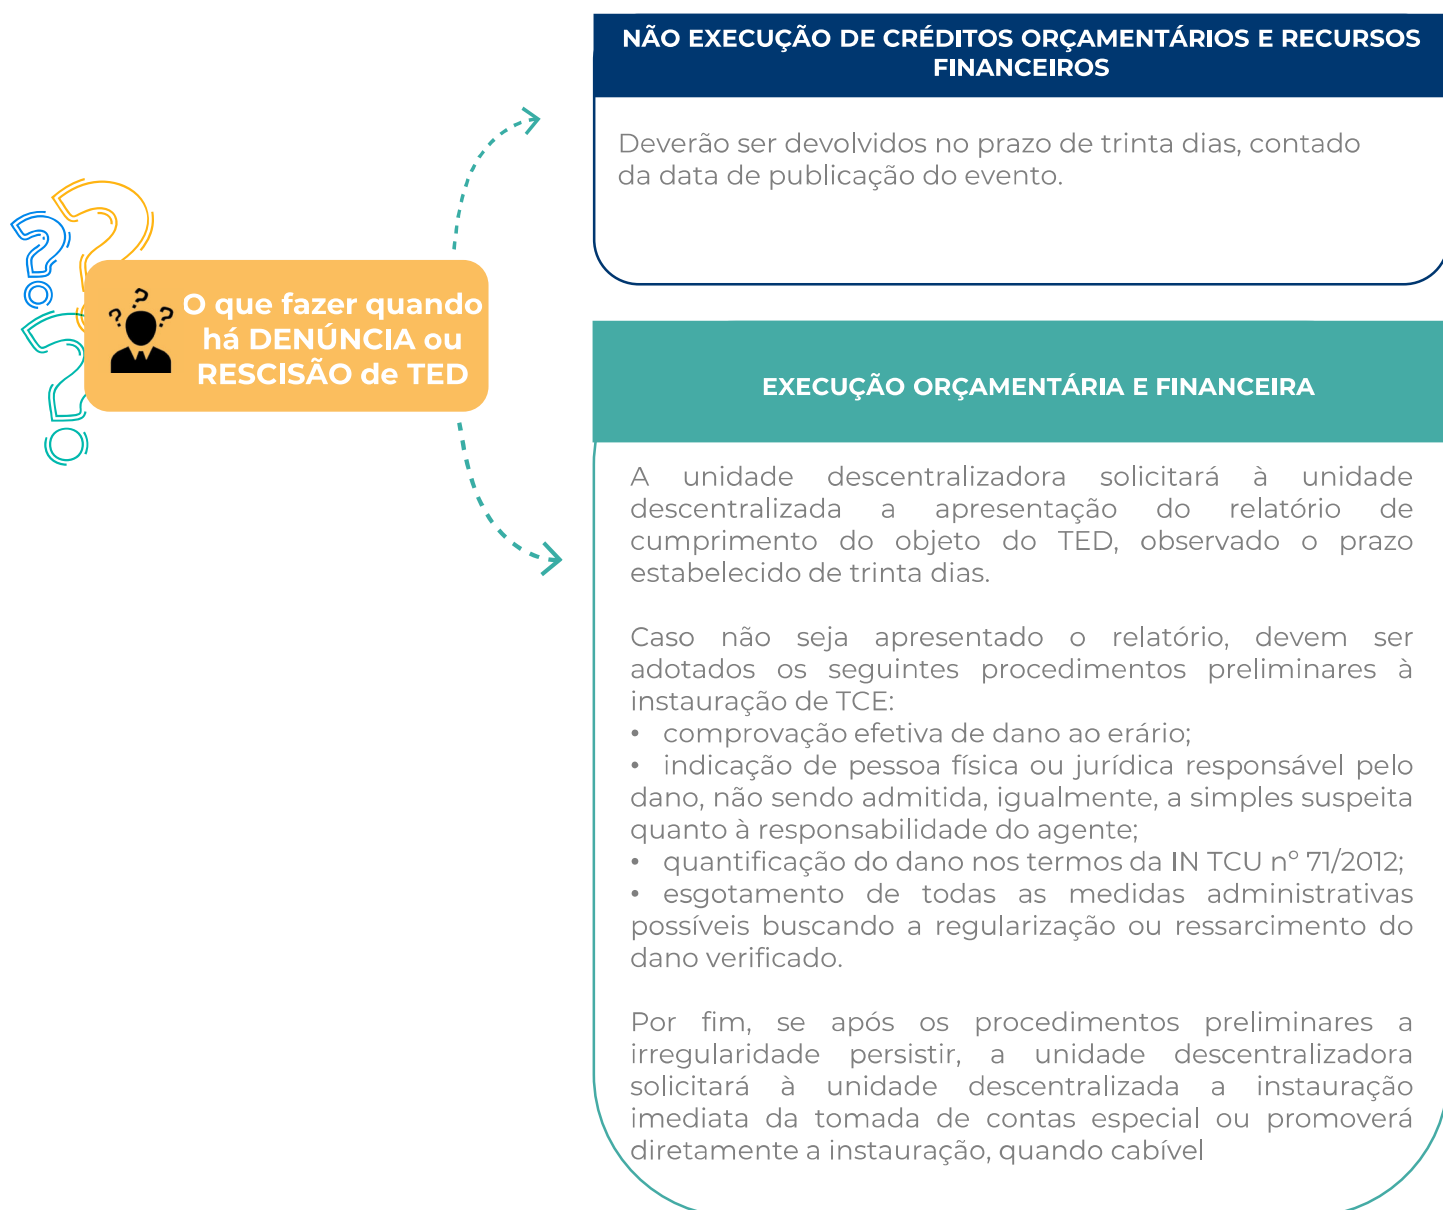 O que fazer quando
há DENÚNCIA ou
RESCISÃO de TED
NÃO EXECUÇÃO DE CRÉDITOS ORÇAMENTÁRIOS E RECURSOS
FINANCEIROS
Deverão ser devolvidos no prazo de trinta dias, contado
da data de publicação do evento.
EXECUÇÃO ORÇAMENTÁRIA E FINANCEIRA
A unidade descentralizadora solicitará à unidade
descentralizada a apresentação do relatório de
cumprimento do objeto do TED, observado o prazo
estabelecido de trinta dias.
Caso não seja apresentado o relatório, devem ser
adotados os seguintes procedimentos preliminares à
instauração de TCE:
• comprovação efetiva de dano ao erário;
• indicação de pessoa física ou jurídica responsável pelo
dano, não sendo admitida, igualmente, a simples suspeita
quanto à responsabilidade do agente;
• quantificação do dano nos termos da IN TCU nº 71/2012;
• esgotamento de todas as medidas administrativas
possíveis buscando a regularização ou ressarcimento do
dano verificado.
Por fim, se após os procedimentos preliminares a
irregularidade persistir, a unidade descentralizadora
solicitará à unidade descentralizada a instauração
imediata da tomada de contas especial ou promoverá
diretamente a instauração, quando cabível